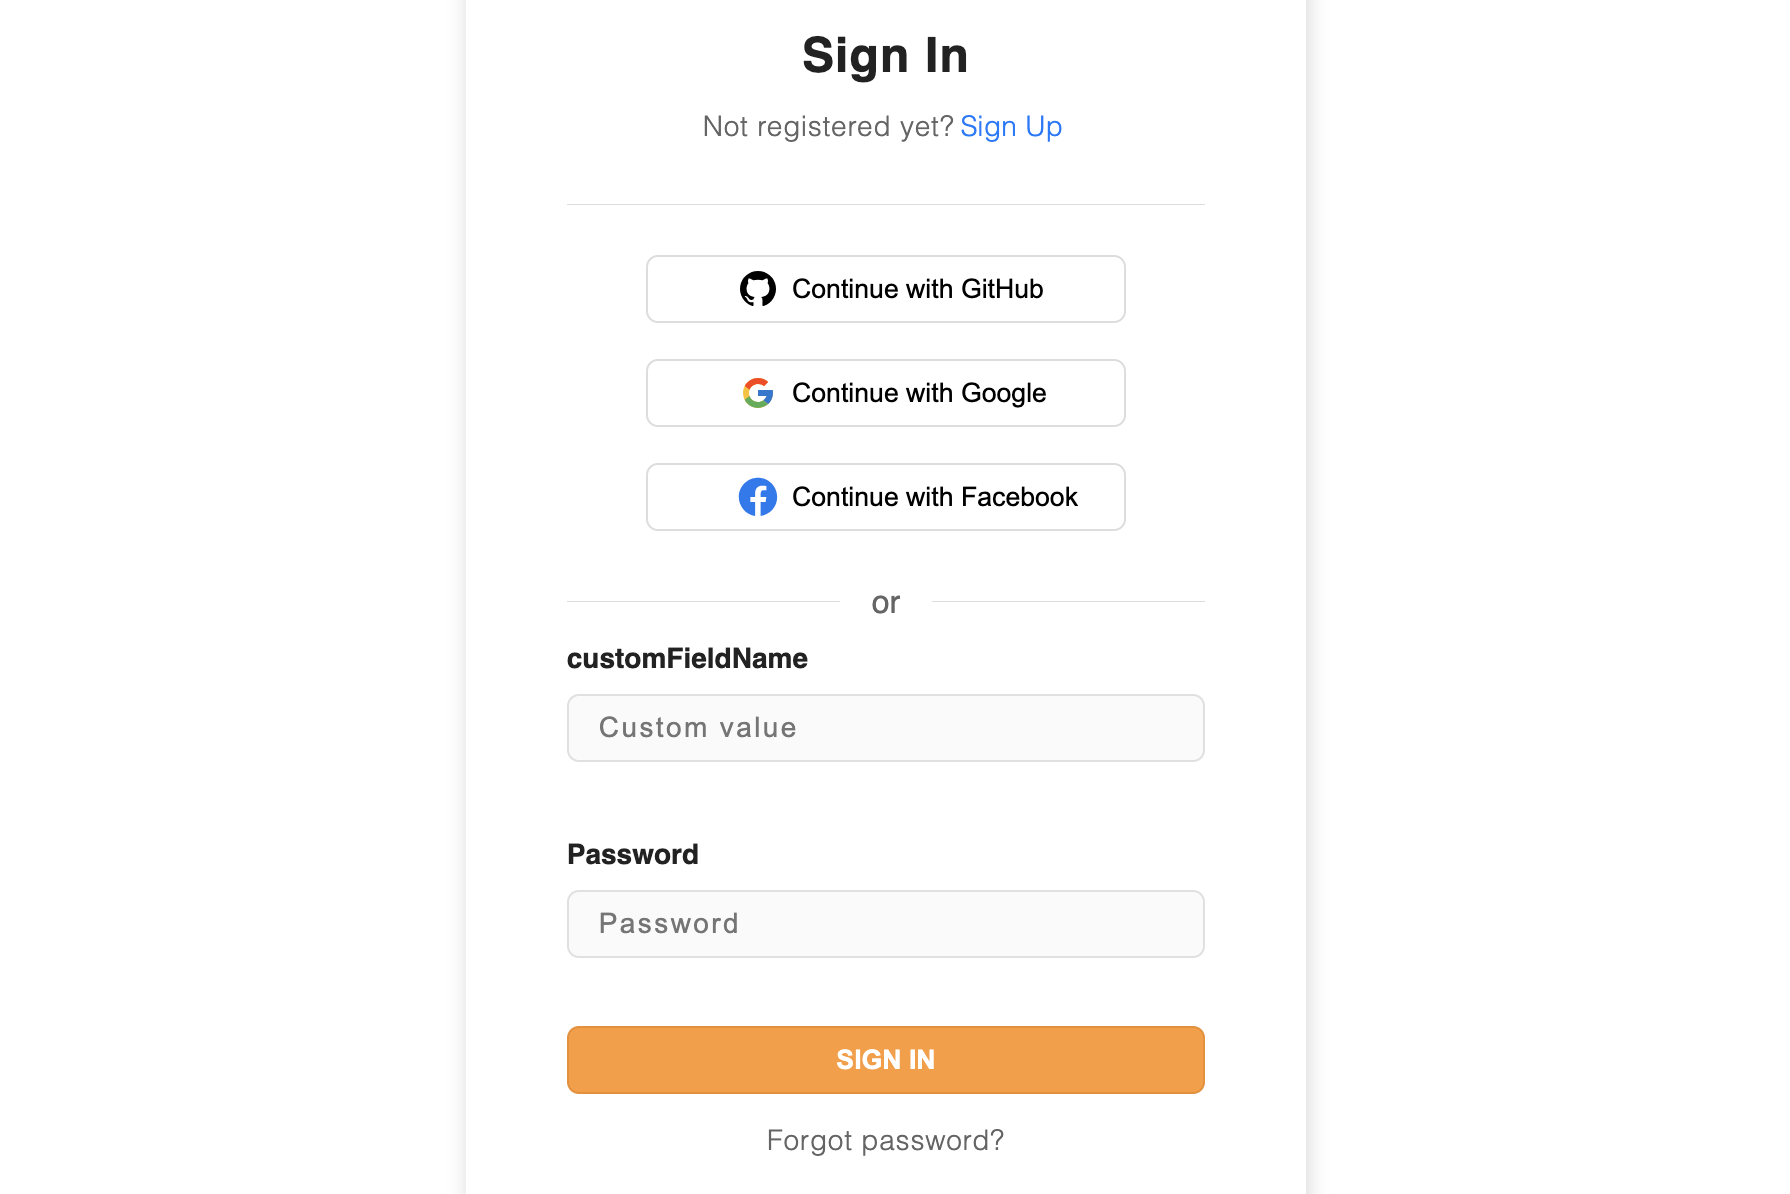 Sign In
Not registered yet? Sign Up
Continue with GitHub
Continue with Google
Continue with Facebook
or
customFieldName
Custom value
Password
Password
SIGN IN
Forgot password?